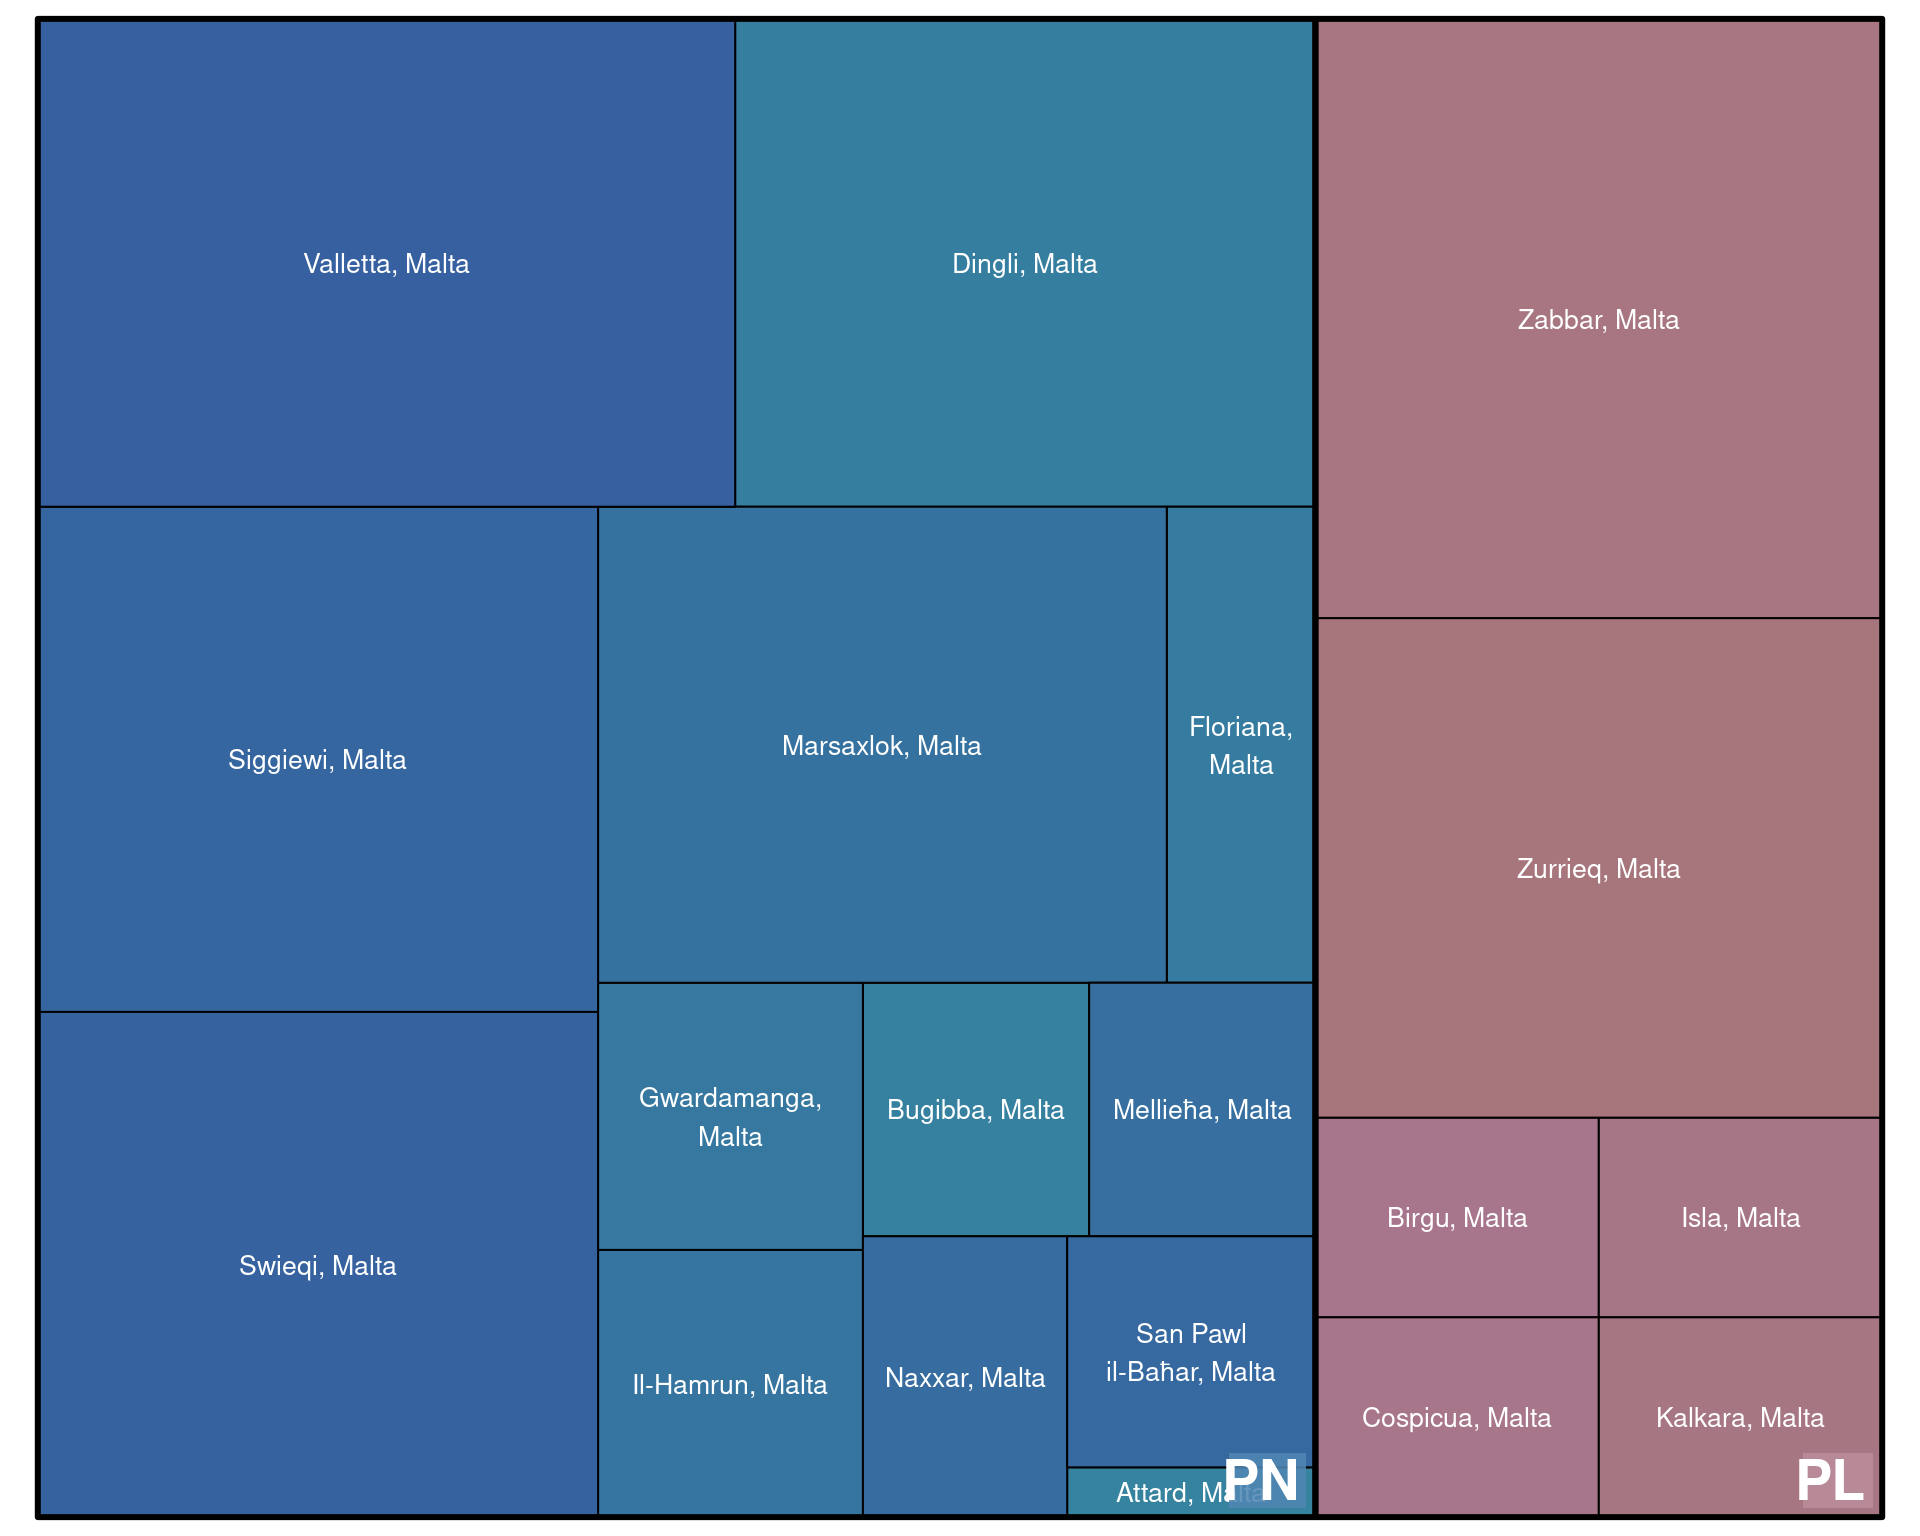 Valletta, Malta
Dingli, Malta
Zabbar, Malta
Siggiewi, Malta
Marsaxlok, Malta
Floriana,
Malta
Zurrieq, Malta
Gwardamanga,
Malta
Bugibba, Malta
Mellieħa, Malta
Swieqi, Malta
Il-Hamrun, Malta
Naxxar, Malta
San Pawl
il-Baħar, Malta
Attard, Malta
PN
Birgu, Malta
Isla, Malta
Cospicua, Malta
Kalkara, Malta
PL